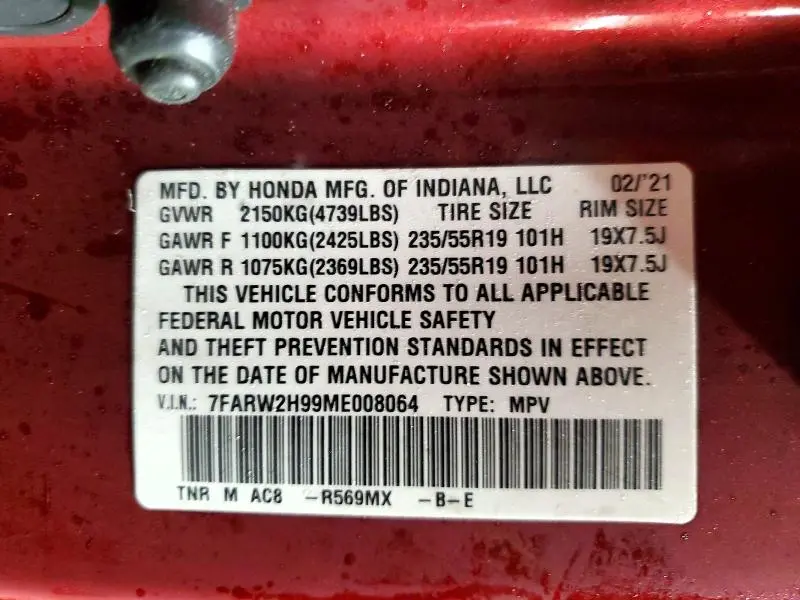 MFD. BY HONDA MFG. OF INDIANA, LLC 02/'21
GVWR 2150KG(4739LBS) TIRE SIZE RIM SIZE
GAWR F 1100KG(2425LBS) 235/55R19 101H 19X7.5J
GAWR R 1075KG(2369LBS) 235/55R19 101H 19X7.5J
THIS VEHICLE CONFORMS TO ALL APPLICABLE
FEDERAL MOTOR VEHICLE SAFETY
AND THEFT PREVENTION STANDARDS IN EFFECT
ON THE DATE OF MANUFACTURE SHOWN ABOVE.
V.I.N.: 7FARW2H99ME008064 TYPE: MPV
TNR M AC8 -R569MX -B-E